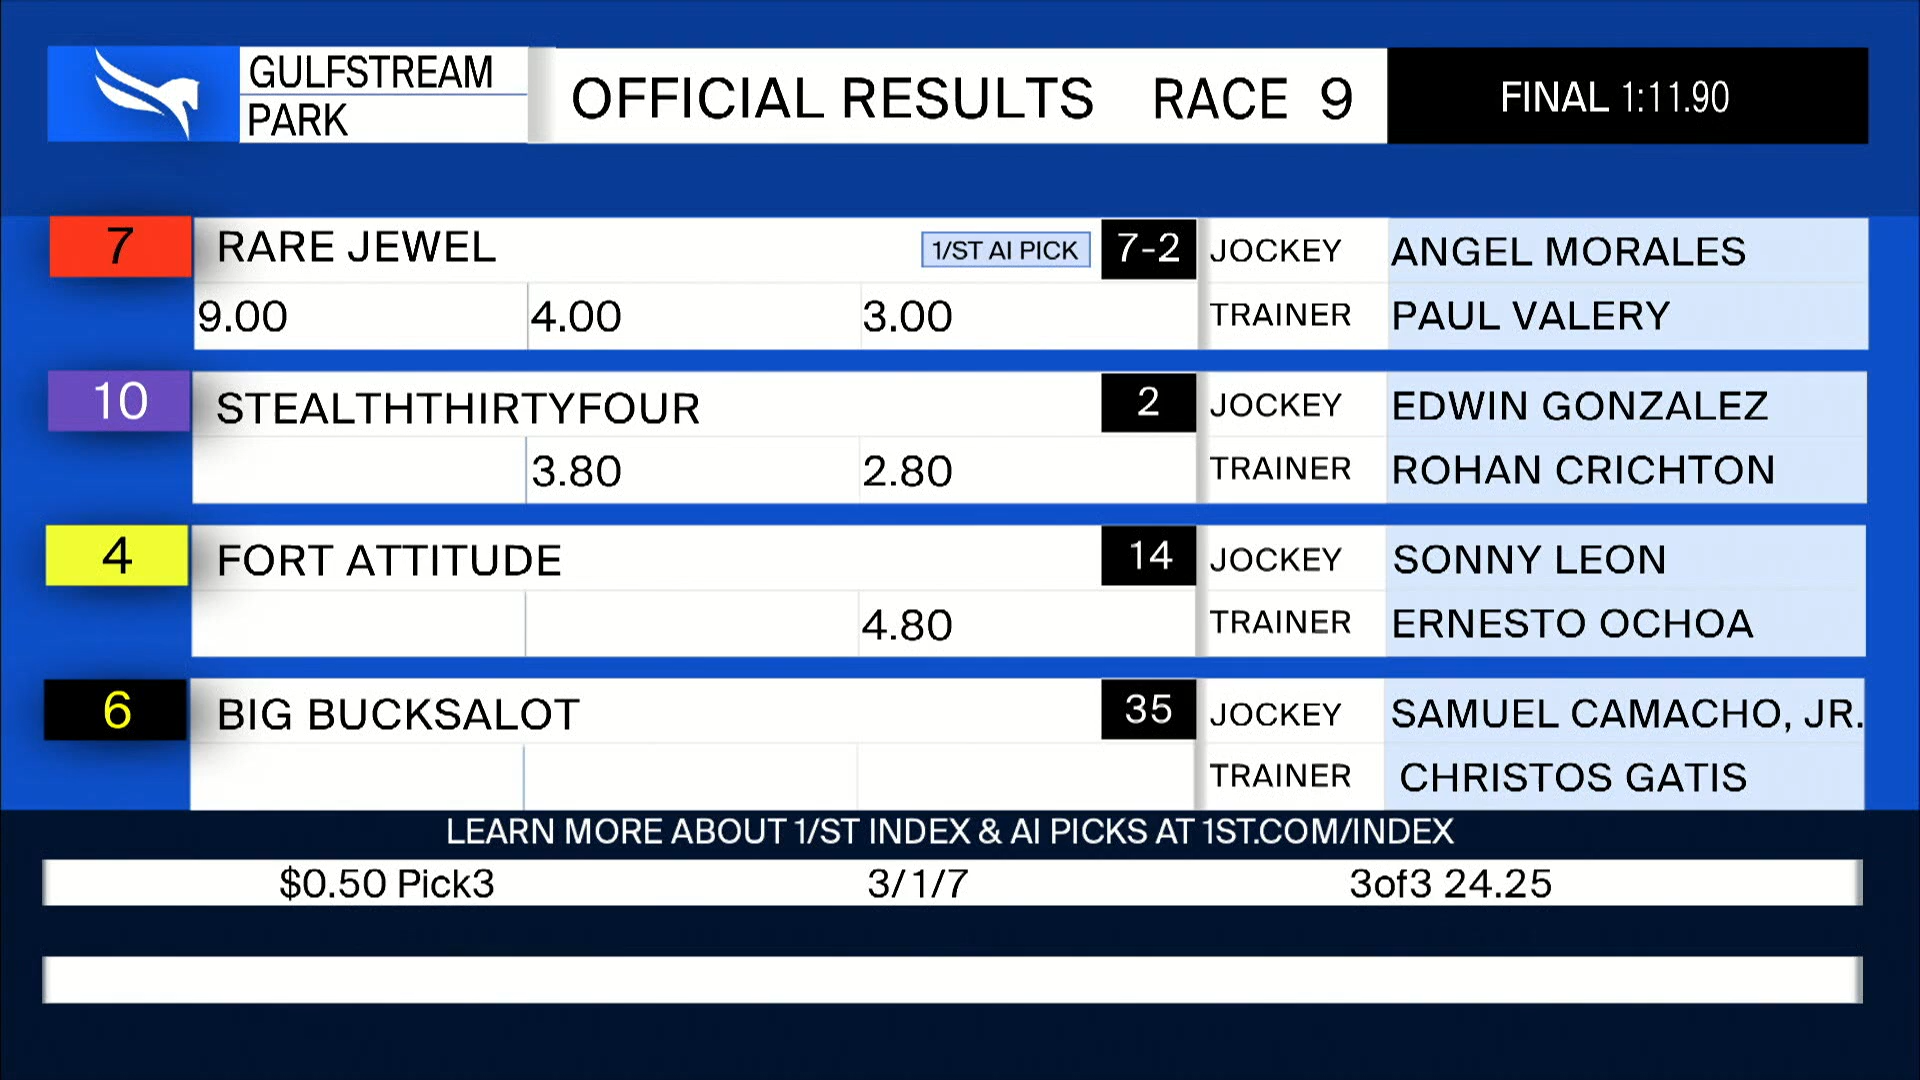 GULFSTREAM
PARK
OFFICIAL RESULTS RACE 9
FINAL 1:11.90
7 RARE JEWEL 1/ST AI PICK 7-2 JOCKEY ANGEL MORALES
9.00 4.00 3.00 TRAINER PAUL VALERY
10 STEALTHTHIRTYFOUR 2 JOCKEY EDWIN GONZALEZ
3.80 2.80 TRAINER ROHAN CRICHTON
4 FORT ATTITUDE 14 JOCKEY SONNY LEON
4.80 TRAINER ERNESTO OCHOA
6 BIG BUCKSALOT 35 JOCKEY SAMUEL CAMACHO, JR.
TRAINER CHRISTOS GATIS
LEARN MORE ABOUT 1/ST INDEX & AI PICKS AT 1ST.COM/INDEX
$0.50 Pick3 3/1/7 3of3 24.25